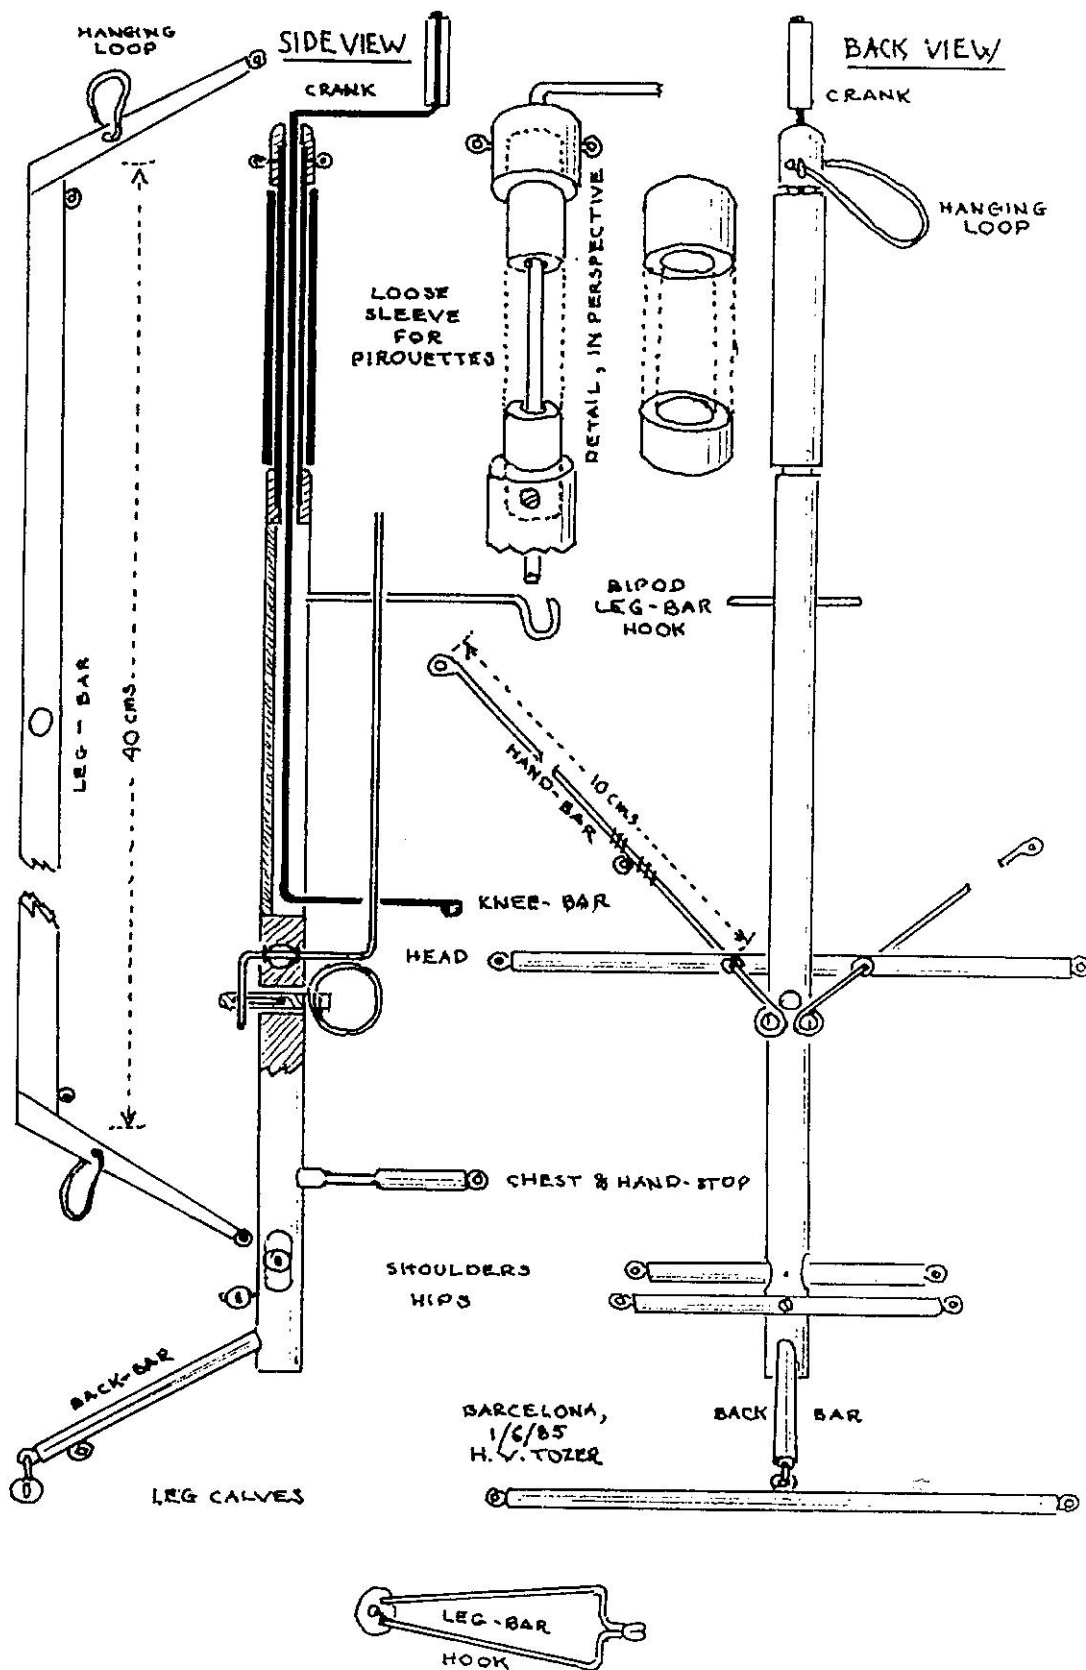 HANGING
LOOP
SIDE VIEW
CRANK
BACK VIEW
CRANK
HANGING
LOOP
LOOSE
SLEEVE
FOR
PIROUETTES
DETAIL, IN PERSPECTIVE
BIPOD
LEG-BAR
HOOK
LEG-BAR
40 cms.
HAND-BAR
10 cms.
KNEE-BAR
HEAD
CHEST & HAND-STOP
SHOULDERS
HIPS
BACK-BAR
BARCELONA,
1/6/85
H.V. TOZER
BACK BAR
LEG CALVES
LEG-BAR
HOOK